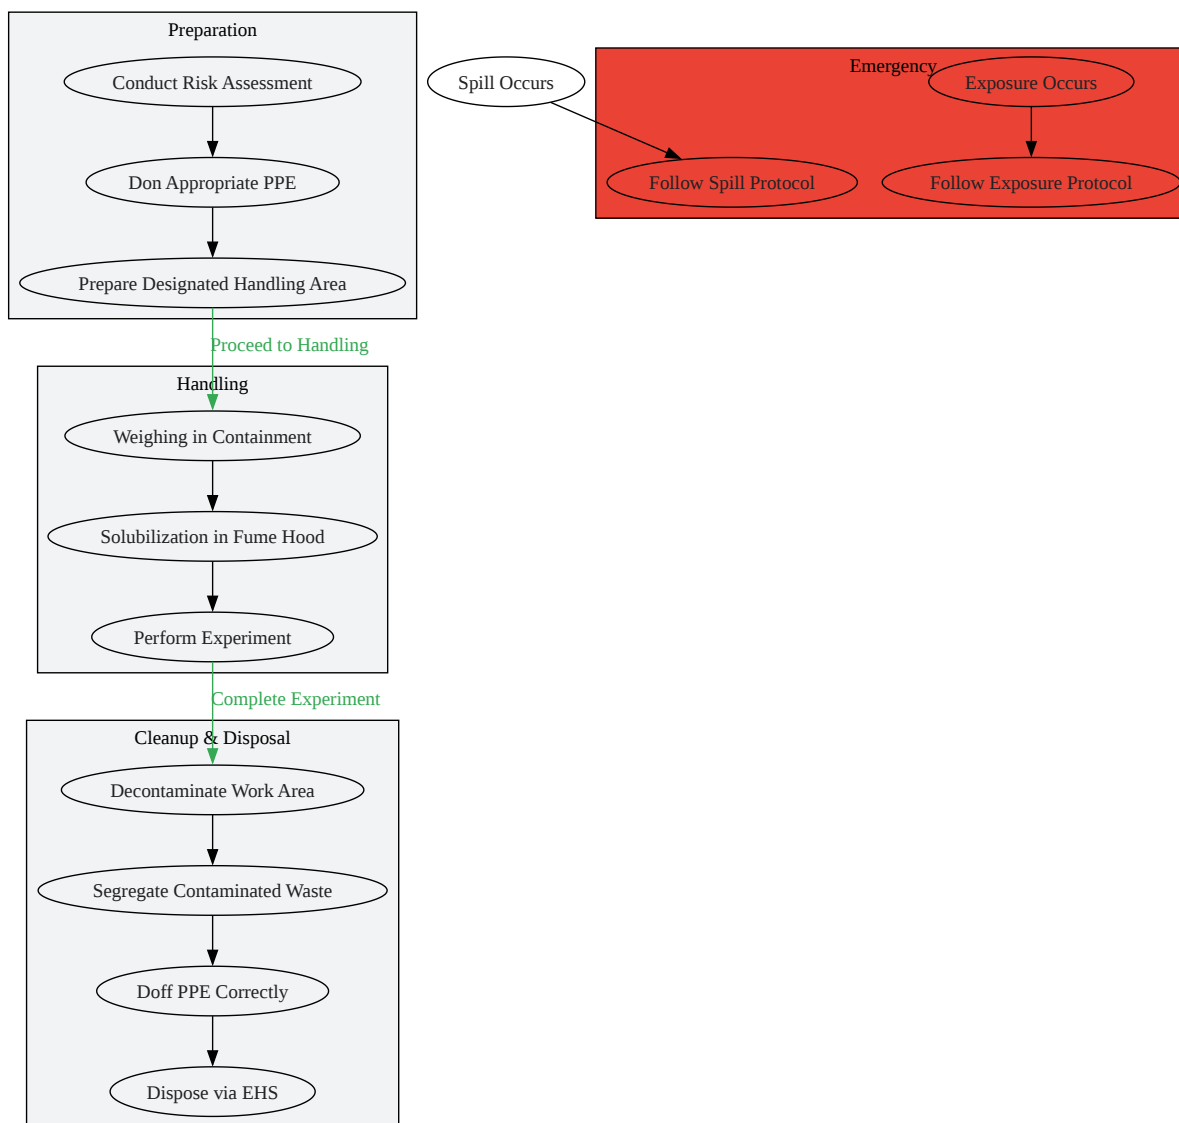 Preparation
Conduct Risk Assessment
Don Appropriate PPE
Prepare Designated Handling Area
Proceed to Handling
Handling
Weighing in Containment
Solubilization in Fume Hood
Perform Experiment
Complete Experiment
Cleanup & Disposal
Decontaminate Work Area
Segregate Contaminated Waste
Doff PPE Correctly
Dispose via EHS
Spill Occurs
Emergency
Exposure Occurs
Follow Spill Protocol
Follow Exposure Protocol